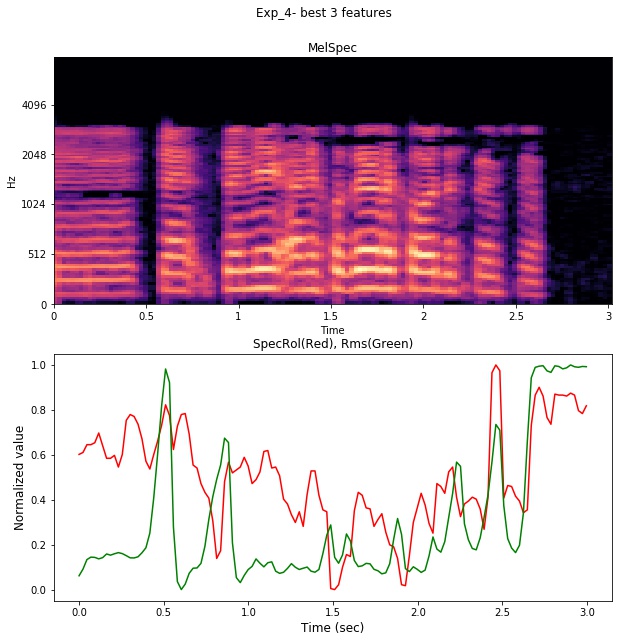 Exp_4- best 3 features
MelSpec
4096
2048
1024
512
0
Hz
0 0.5 1 1.5 2 2.5 3
Time
SpecRol(Red), Rms(Green)
1.0
0.8
0.6
0.4
0.2
0.0
Normalized value
0.0 0.5 1.0 1.5 2.0 2.5 3.0
Time (sec)